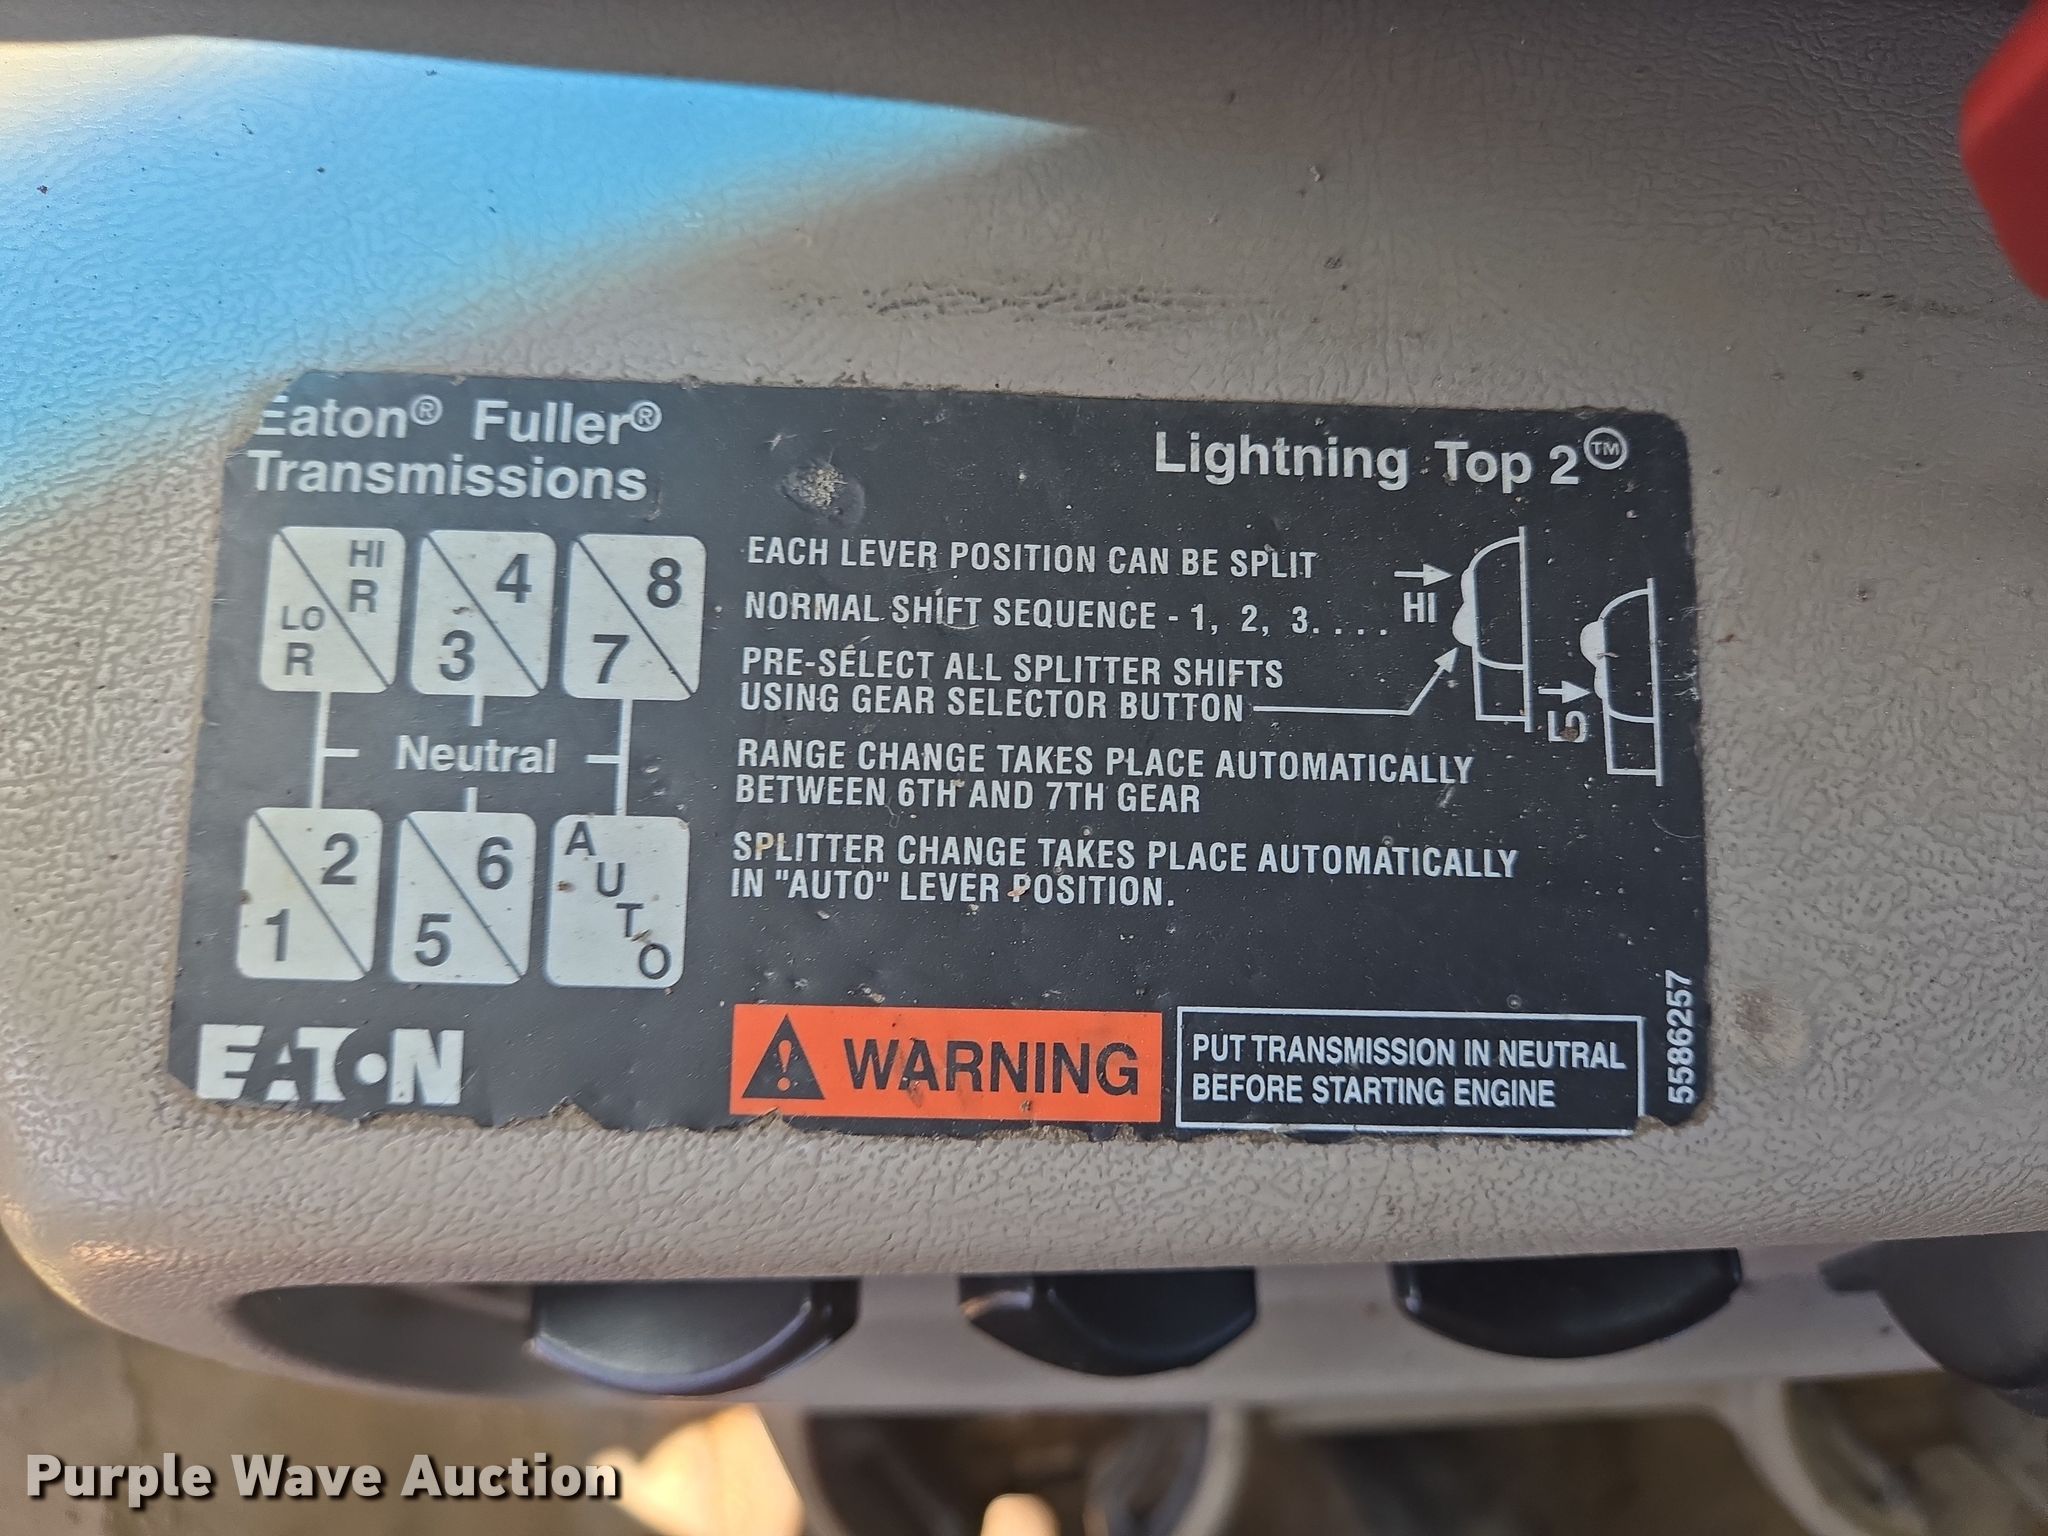 Eaton® Fuller®
Transmissions
Lightning Top 2™
HI
R
LO
R
4
3
8
7
Neutral
2
1
6
5
AUTO
EACH LEVER POSITION CAN BE SPLIT
NORMAL SHIFT SEQUENCE - 1, 2, 3. . . .
PRE-SELECT ALL SPLITTER SHIFTS
USING GEAR SELECTOR BUTTON
RANGE CHANGE TAKES PLACE AUTOMATICALLY
BETWEEN 6TH AND 7TH GEAR
SPLITTER CHANGE TAKES PLACE AUTOMATICALLY
IN "AUTO" LEVER POSITION.
HI
LO
EATON
WARNING
PUT TRANSMISSION IN NEUTRAL
BEFORE STARTING ENGINE
5586257
Purple Wave Auction